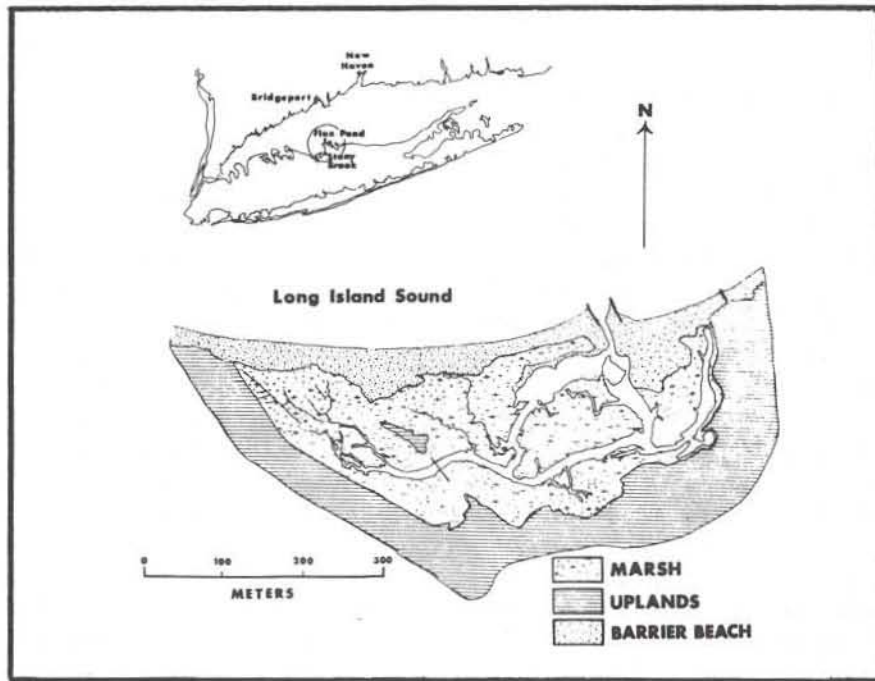 New
Haven
Bridgeport
Flax Pond
Stony
Brook
N
Long Island Sound
0 100 200 300
METERS
MARSH
UPLANDS
BARRIER BEACH